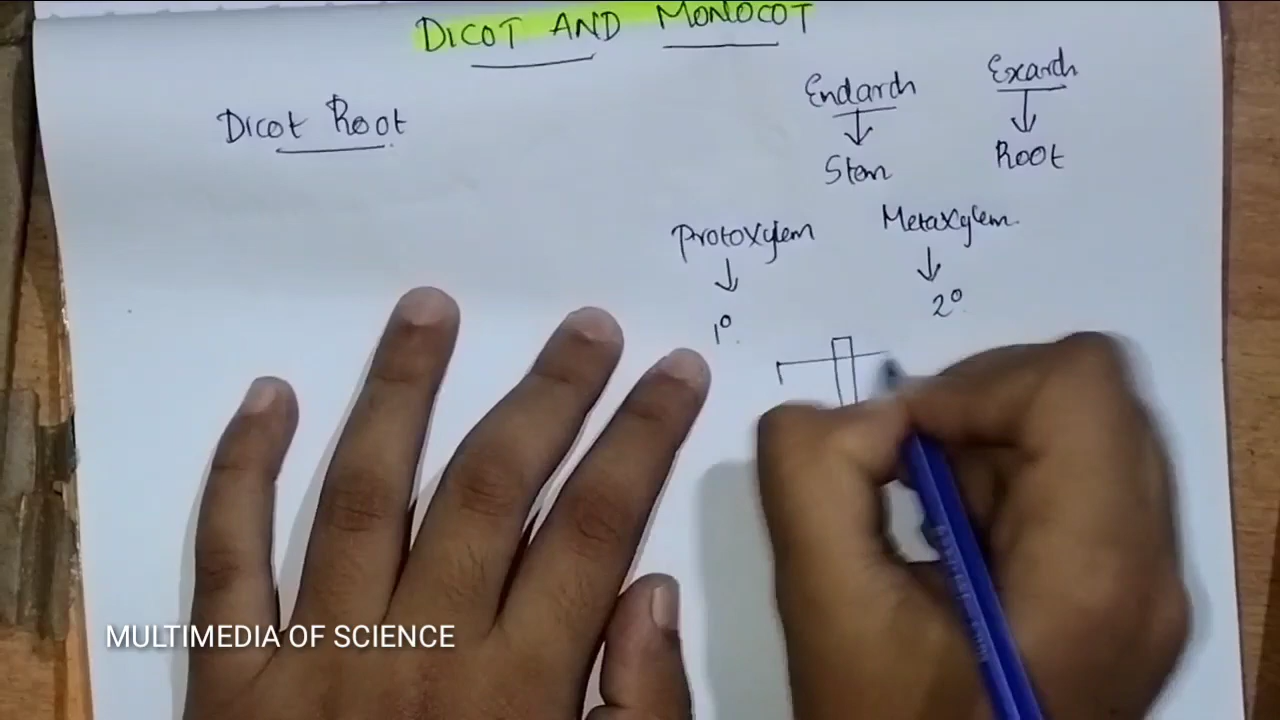 DICOT AND MONOCOT
Dicot Root
Endarch
Exarch
Stem
Root
Protoxylem
Metaxylem
1°
2°
MULTIMEDIA OF SCIENCE